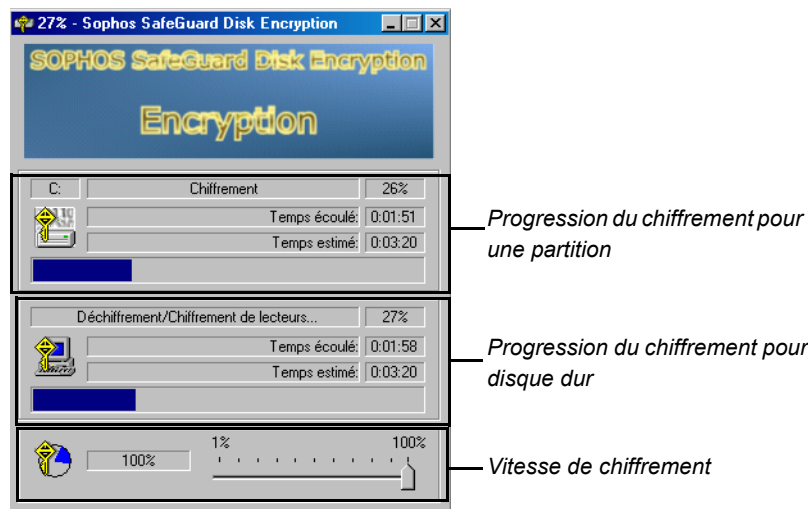 27% - Sophos SafeGuard Disk Encryption
SOPHOS SafeGuard Disk Encryption
Encryption
C: Chiffrement 26%
Temps écoulé: 0:01:51
Temps estimé: 0:03:20
Progression du chiffrement pour
une partition
Déchiffrement/Chiffrement de lecteurs... 27%
Temps écoulé: 0:01:58
Temps estimé: 0:03:20
Progression du chiffrement pour
disque dur
1% 100%
100%
Vitesse de chiffrement